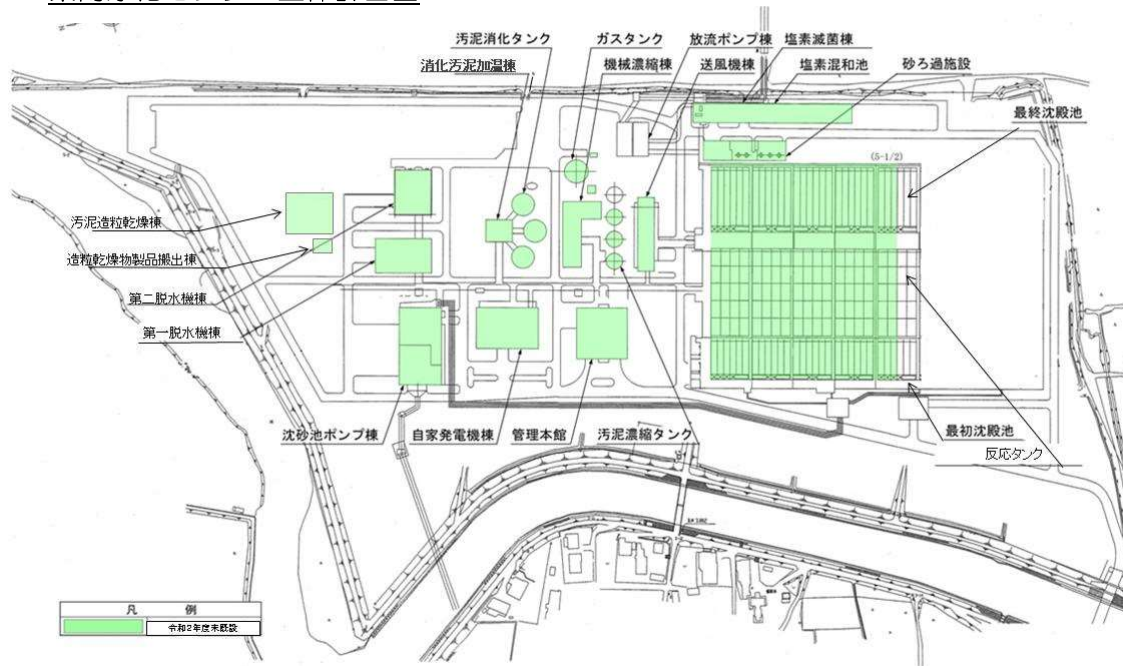 汚泥消化タンク
ガスタンク
放流ポンプ棟
塩素滅菌棟
消化汚泥加温棟
機械濃縮棟
送風機棟
塩素混和池
砂ろ過施設
最終沈殿池
(5-1/2)
汚泥造粒乾燥棟
造粒乾燥物製品搬出棟
第二脱水機棟
第一脱水機棟
沈砂池ポンプ棟
自家発電機棟
管理本館
汚泥濃縮タンク
最初沈殿池
反応タンク
凡 例
令和2年度末既設